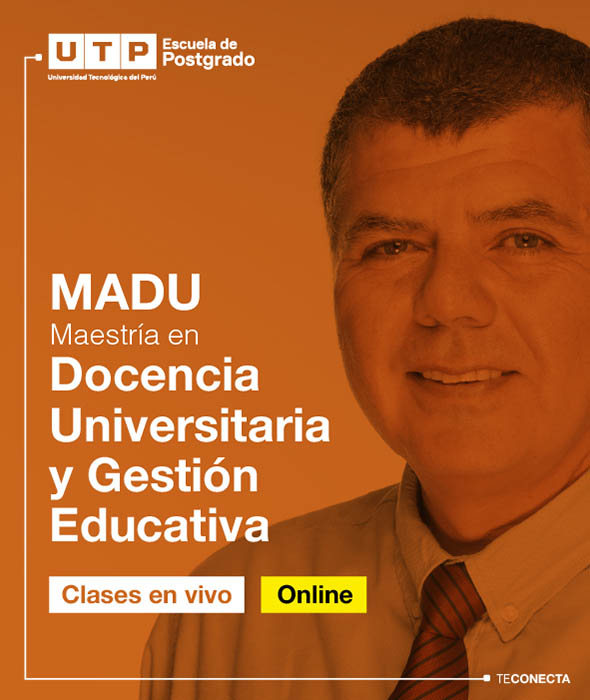 UTP
Escuela de
Postgrado
Universidad Tecnológica del Perú
MADU
Maestría en
Docencia
Universitaria
y Gestión
Educativa
Clases en vivo
Online
TECONECTA